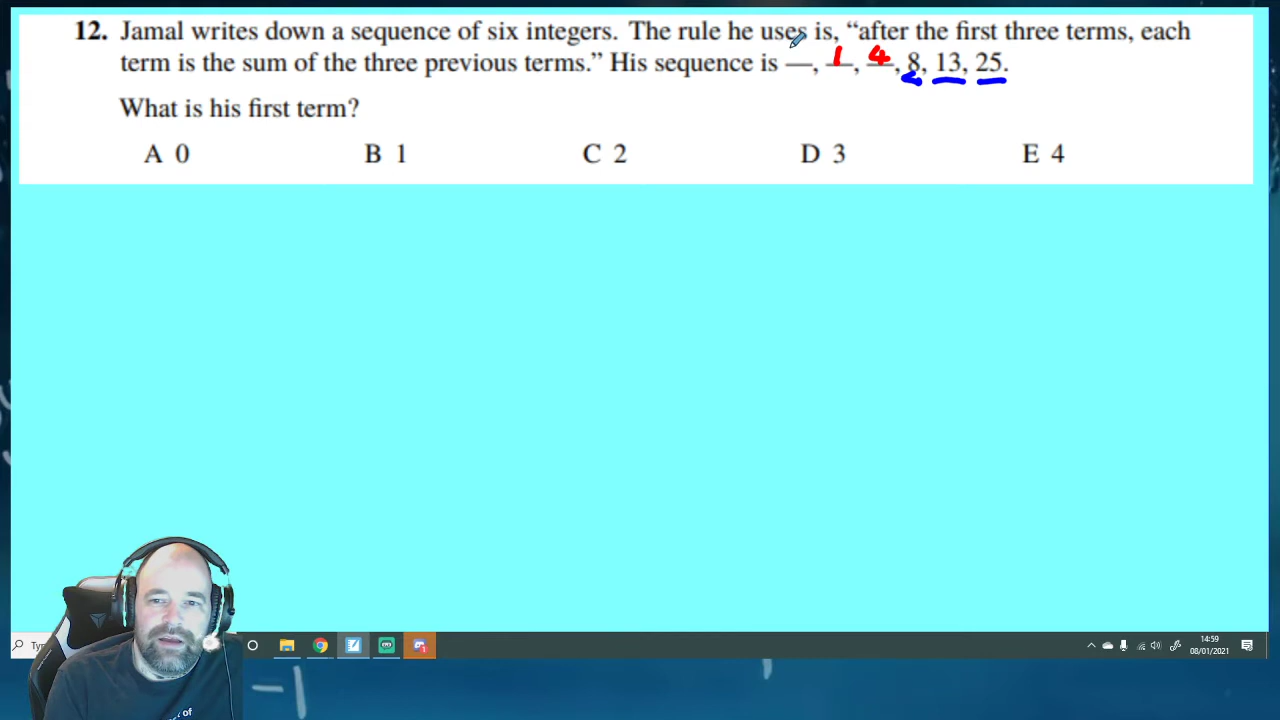 12. Jamal writes down a sequence of six integers. The rule he uses is, “after the first three terms, each
term is the sum of the three previous terms.” His sequence is __, 1, 4, 8, 13, 25.
What is his first term?
A 0 B 1 C 2 D 3 E 4
14:59
08/01/2021
-1